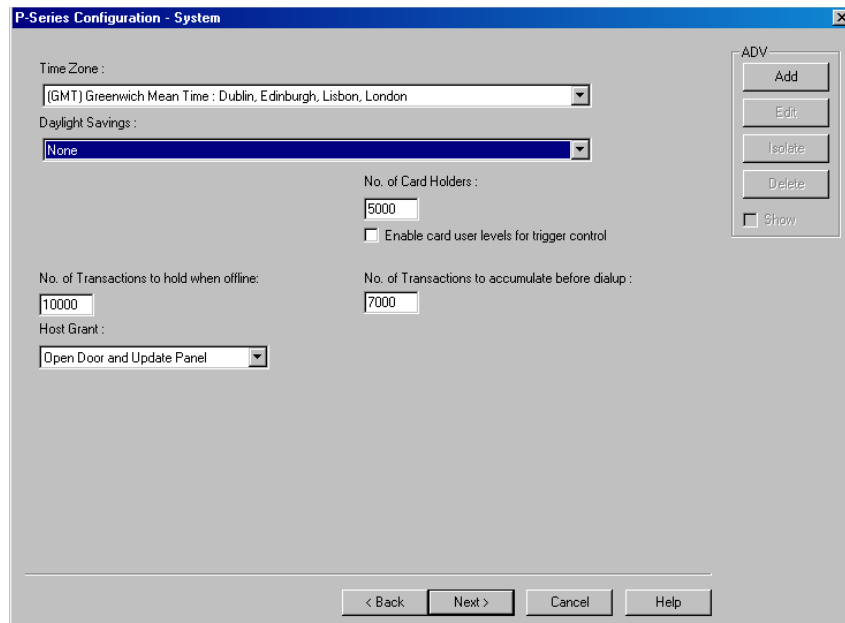 P-Series Configuration - System
Time Zone :
(GMT) Greenwich Mean Time : Dublin, Edinburgh, Lisbon, London
Daylight Savings :
None
No. of Card Holders :
5000
Enable card user levels for trigger control
No. of Transactions to hold when offline:
10000
No. of Transactions to accumulate before dialup :
7000
Host Grant :
Open Door and Update Panel
ADV
Add
Edit
Isolate
Delete
Show
< Back
Next >
Cancel
Help